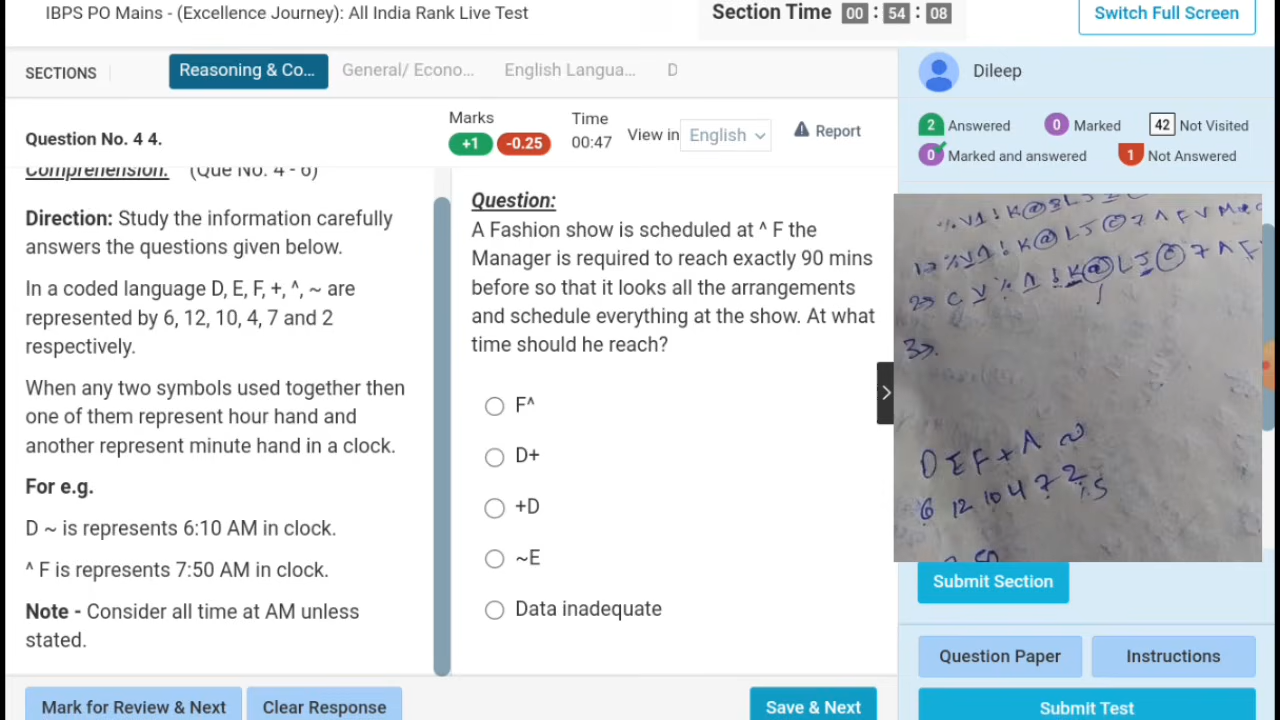 IBPS PO Mains - (Excellence Journey): All India Rank Live Test
Section Time 00 : 54 : 08
Switch Full Screen
SECTIONS
Reasoning & Co...
General/ Econo...
English Langua...
D
Dileep
2 Answered
0 Marked
42 Not Visited
0 Marked and answered
1 Not Answered
Question No. 4 4.
Marks
+1 -0.25
Time
00:47
View in English
Report
Comprehension: (Que No. 4 - 6)
Direction: Study the information carefully
answers the questions given below.
In a coded language D, E, F, +, ^, ~ are
represented by 6, 12, 10, 4, 7 and 2
respectively.
When any two symbols used together then
one of them represent hour hand and
another represent minute hand in a clock.
For e.g.
D ~ is represents 6:10 AM in clock.
^ F is represents 7:50 AM in clock.
Note - Consider all time at AM unless
stated.
Question:
A Fashion show is scheduled at ^ F the
Manager is required to reach exactly 90 mins
before so that it looks all the arrangements
and schedule everything at the show. At what
time should he reach?
F^
D+
+D
~E
Data inadequate
D E F + ^ ~
6 12 10 4 7 2
Submit Section
Question Paper
Instructions
Mark for Review & Next
Clear Response
Save & Next
Submit Test